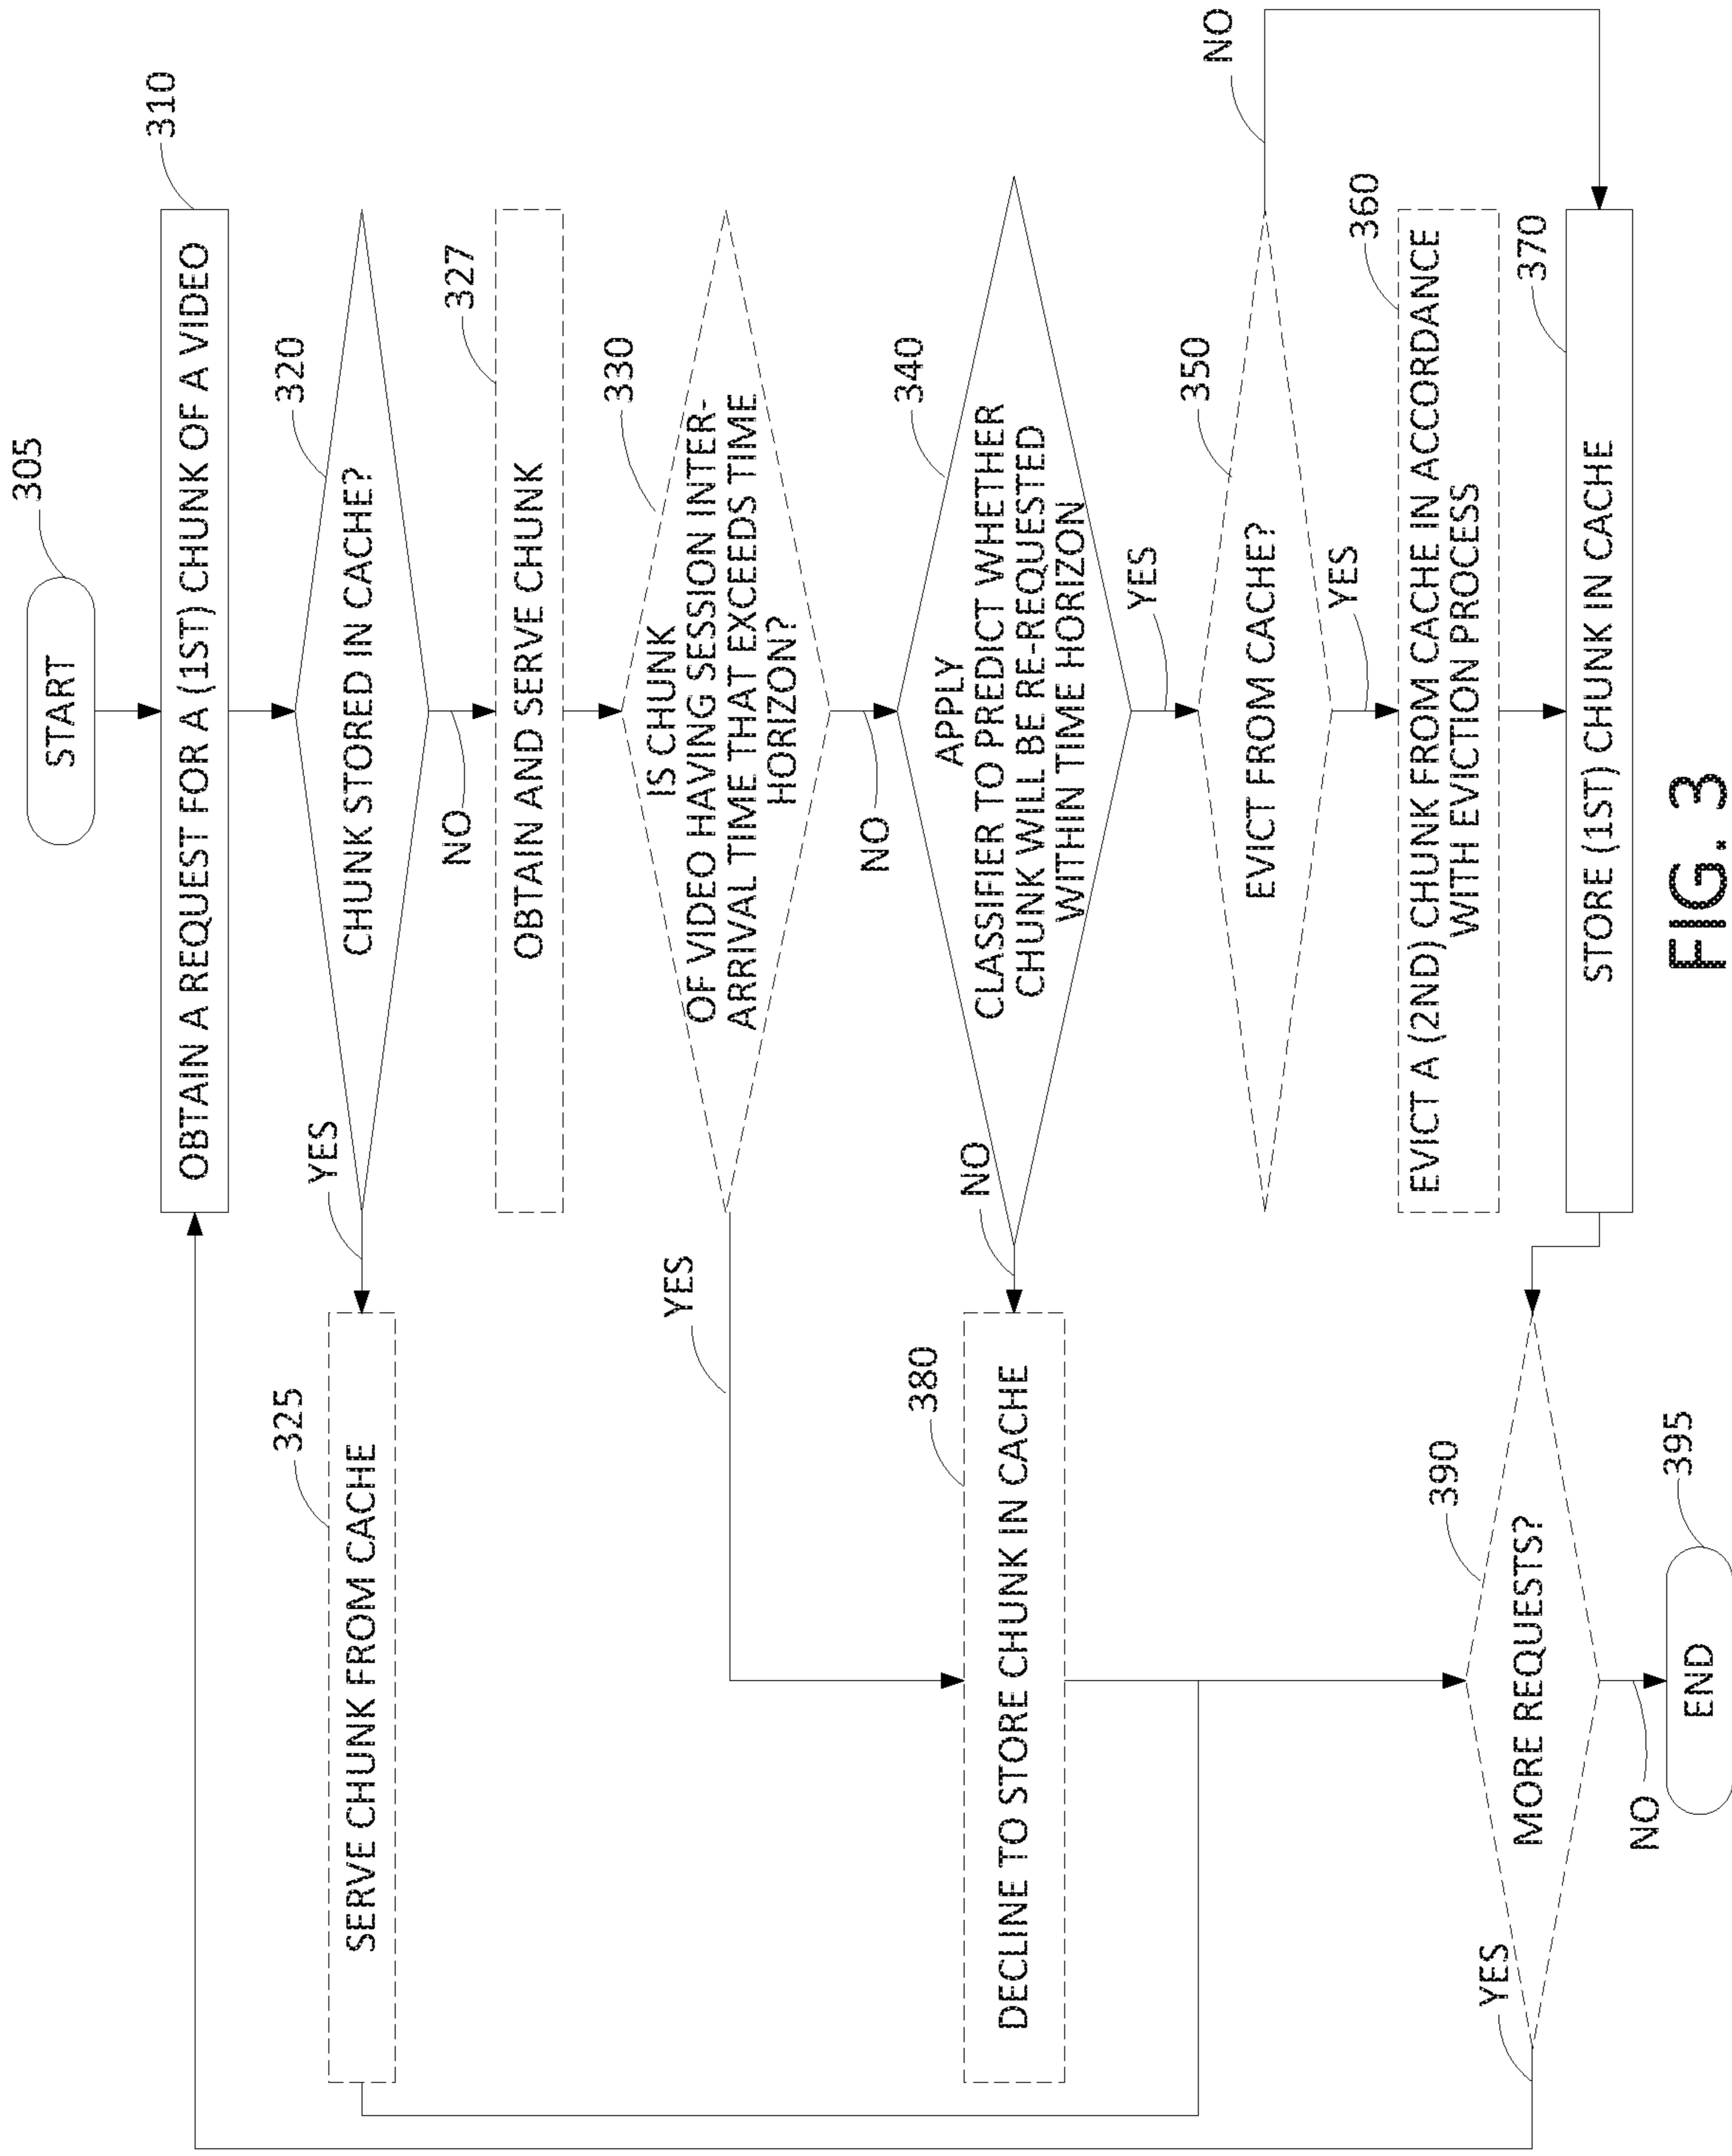 START
305
OBTAIN A REQUEST FOR A (1ST) CHUNK OF A VIDEO
310
CHUNK STORED IN CACHE?
320
YES
SERVE CHUNK FROM CACHE
325
NO
OBTAIN AND SERVE CHUNK
327
IS CHUNK
OF VIDEO HAVING SESSION INTER-
ARRIVAL TIME THAT EXCEEDS TIME
HORIZON?
330
YES
NO
APPLY
CLASSIFIER TO PREDICT WHETHER
CHUNK WILL BE RE-REQUESTED
WITHIN TIME HORIZON
340
NO
DECLINE TO STORE CHUNK IN CACHE
380
YES
EVICT FROM CACHE?
350
NO
YES
EVICT A (2ND) CHUNK FROM CACHE IN ACCORDANCE
WITH EVICTION PROCESS
360
STORE (1ST) CHUNK IN CACHE
370
MORE REQUESTS?
390
YES
NO
END
395
FIG. 3